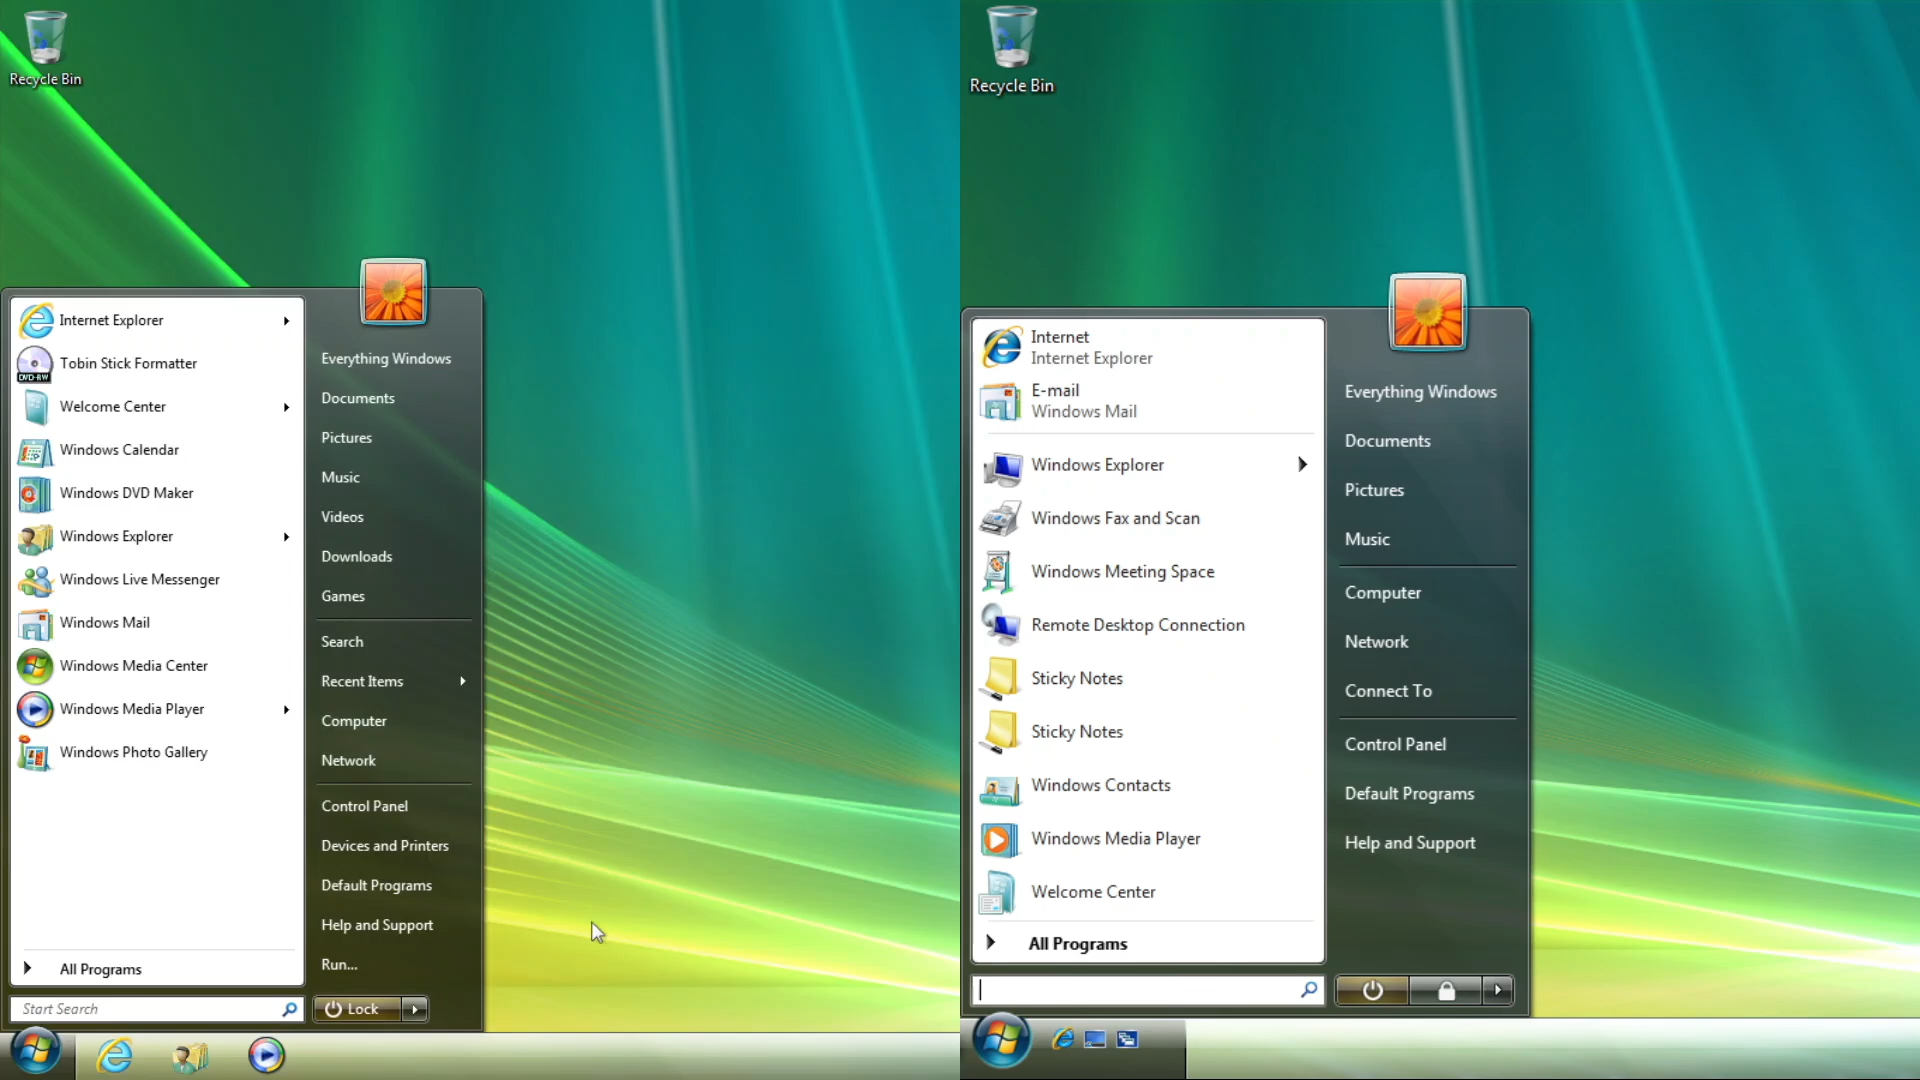 Recycle Bin
Internet Explorer
Tobin Stick Formatter
DVD-RW
Welcome Center
Windows Calendar
Windows DVD Maker
Windows Explorer
Windows Live Messenger
Windows Mail
Windows Media Center
Windows Media Player
Windows Photo Gallery
All Programs
Start Search
Everything Windows
Documents
Pictures
Music
Videos
Downloads
Games
Search
Recent Items
Computer
Network
Control Panel
Devices and Printers
Default Programs
Help and Support
Run...
Lock
Recycle Bin
Internet
Internet Explorer
E-mail
Windows Mail
Windows Explorer
Windows Fax and Scan
Windows Meeting Space
Remote Desktop Connection
Sticky Notes
Sticky Notes
Windows Contacts
Windows Media Player
Welcome Center
All Programs
Everything Windows
Documents
Pictures
Music
Computer
Network
Connect To
Control Panel
Default Programs
Help and Support